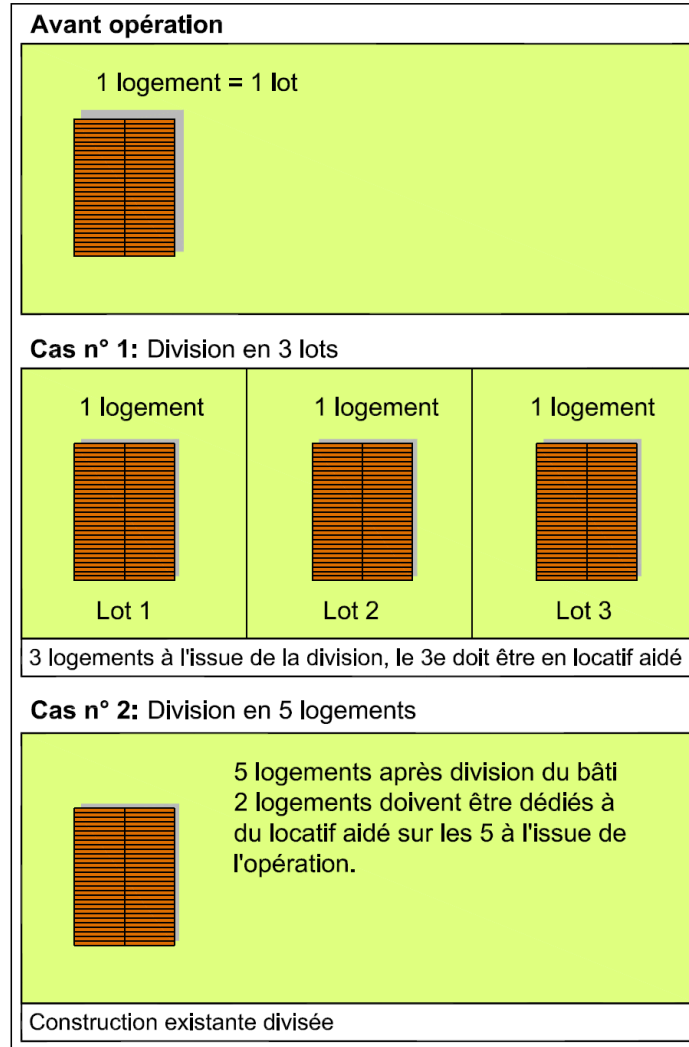 Avant opération
1 logement = 1 lot
Cas n° 1: Division en 3 lots
1 logement
1 logement
1 logement
Lot 1
Lot 2
Lot 3
3 logements à l'issue de la division, le 3e doit être en locatif aidé
Cas n° 2: Division en 5 logements
5 logements après division du bâti
2 logements doivent être dédiés à
du locatif aidé sur les 5 à l'issue de
l'opération.
Construction existante divisée